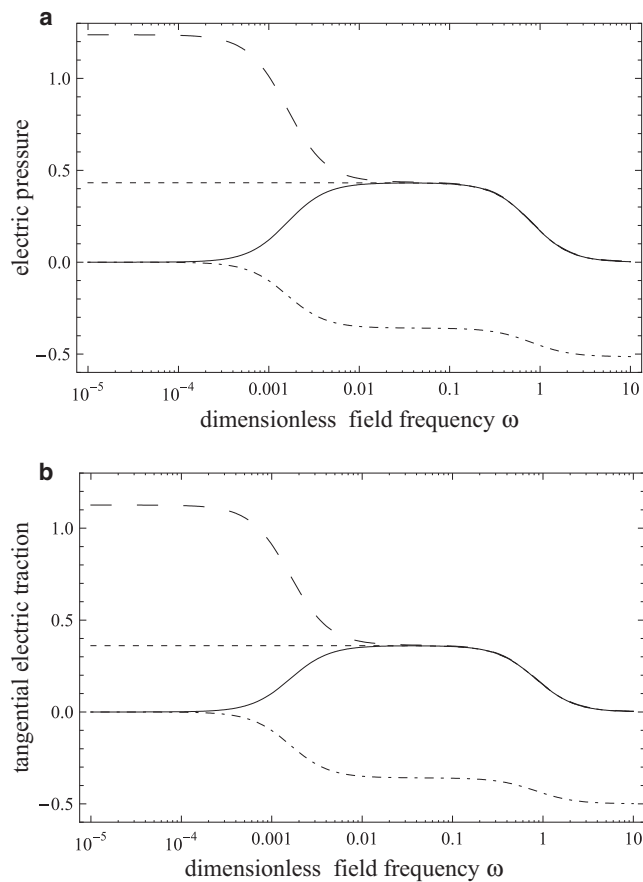 a
1.0
0.5
0.0
−0.5
electric pressure
10⁻⁵ 10⁻⁴ 0.001 0.01 0.1 1 10
dimensionless field frequency ω
b
1.0
0.5
0.0
−0.5
tangential electric traction
10⁻⁵ 10⁻⁴ 0.001 0.01 0.1 1 10
dimensionless field frequency ω